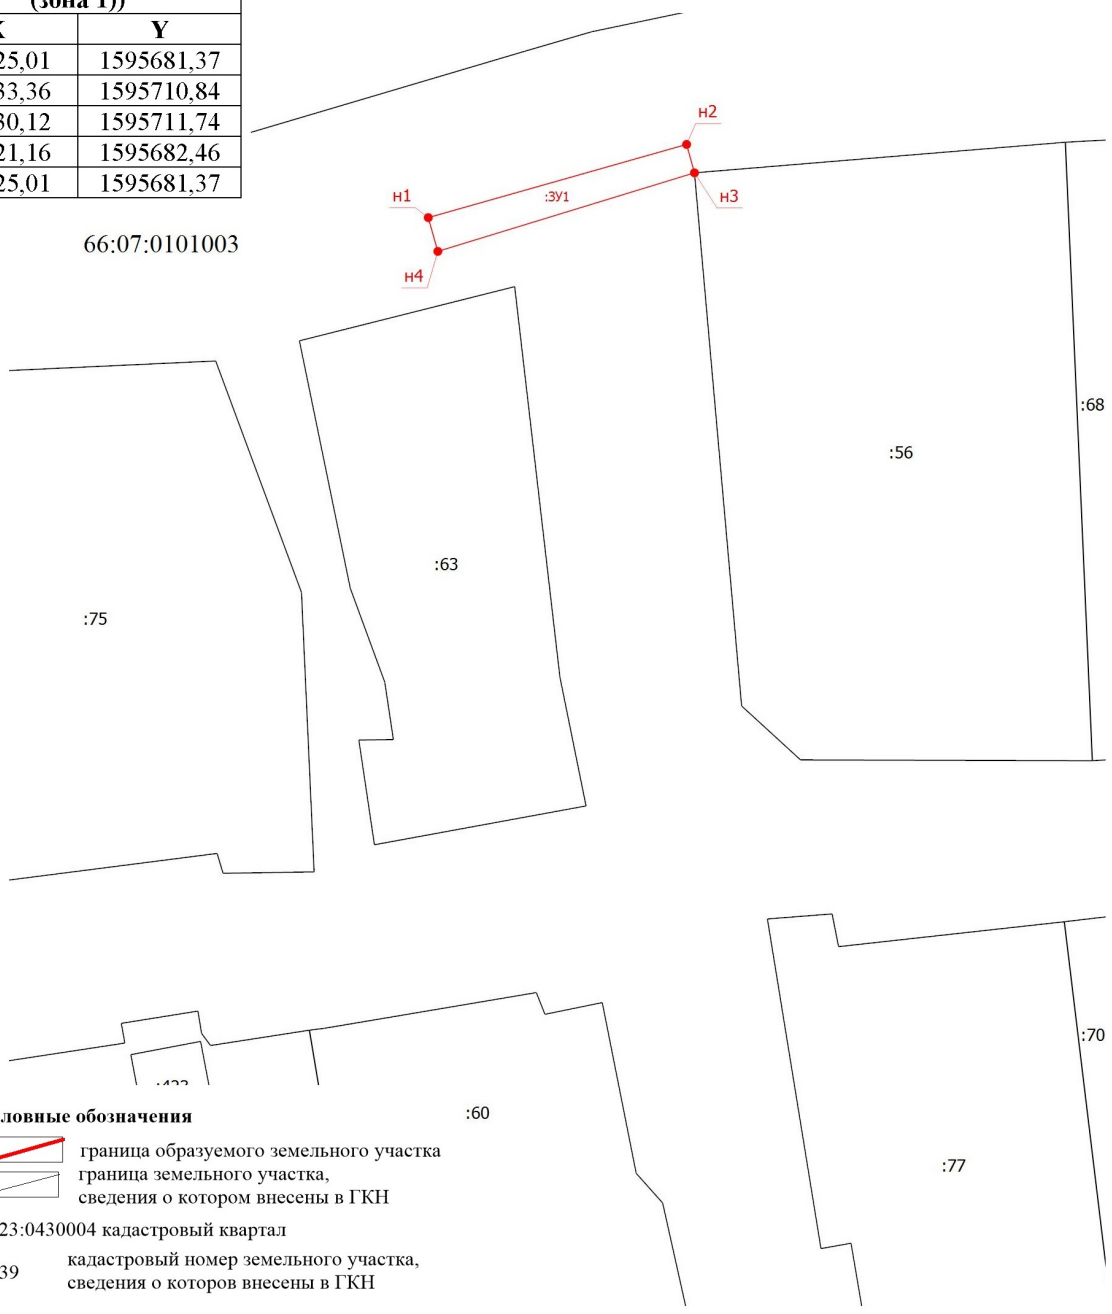 (зона 1))
X Y
25,01 1595681,37
33,36 1595710,84
30,12 1595711,74
21,16 1595682,46
25,01 1595681,37
н2
н1
:ЗУ1
н3
66:07:0101003
н4
:68
:56
:63
:75
:70
:423
:60
:77
ловные обозначения
граница образуемого земельного участка
граница земельного участка,
сведения о котором внесены в ГКН
23:0430004 кадастровый квартал
39 кадастровый номер земельного участка,
сведения о которов внесены в ГКН